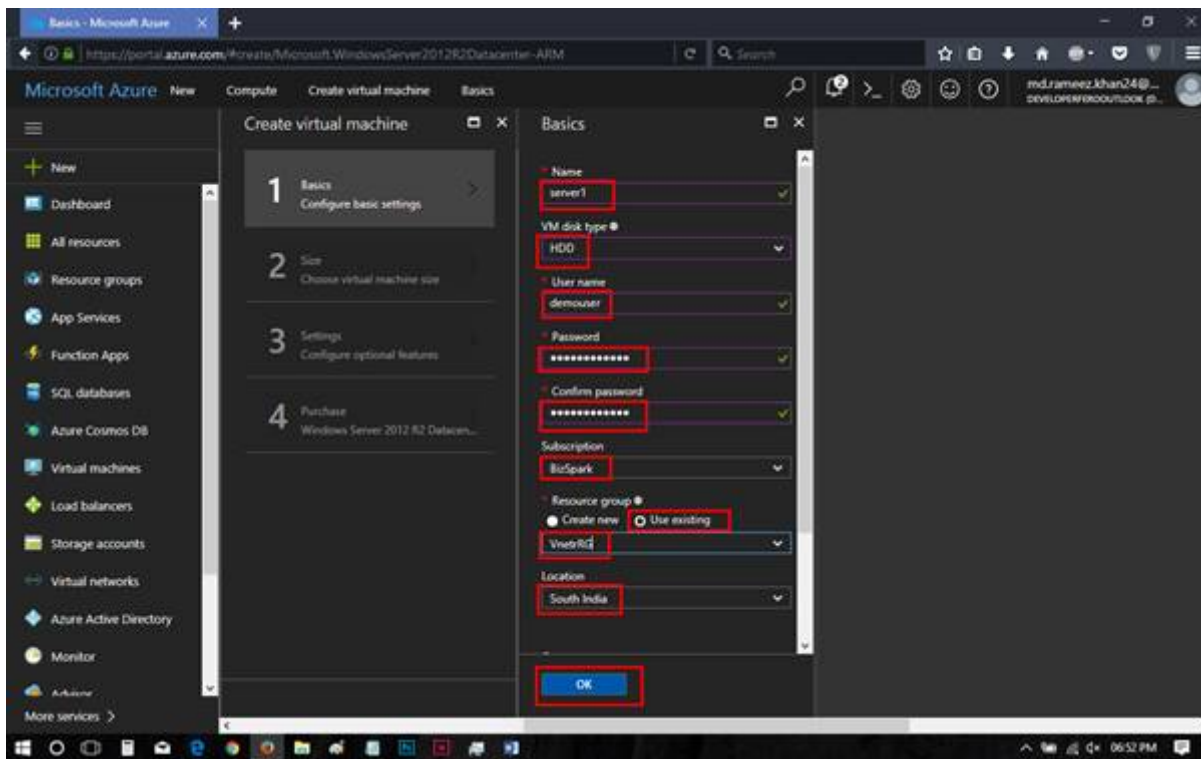 Basics - Microsoft Azure
https://portal.azure.com/#create/Microsoft.WindowsServer2012R2Datacenter-ARM
Search
Microsoft Azure New Compute Create virtual machine Basics
2
md.rameez.khan24@...
New
Dashboard
All resources
Resource groups
App Services
Function Apps
SQL databases
Azure Cosmos DB
Virtual machines
Load balancers
Storage accounts
Virtual networks
Azure Active Directory
Monitor
Advisor
More services >
Create virtual machine
1 Basics
Configure basic settings
2 Size
Choose virtual machine size
3 Settings
Configure optional features
4 Purchase
Windows Server 2012 R2 Datacen...
Basics
* Name
server1
VM disk type
HDD
* User name
demouser
* Password
••••••••••••
* Confirm password
••••••••••••
Subscription
BizSpark
* Resource group
Create new Use existing
VnetrRG
Location
South India
OK
06:52 PM